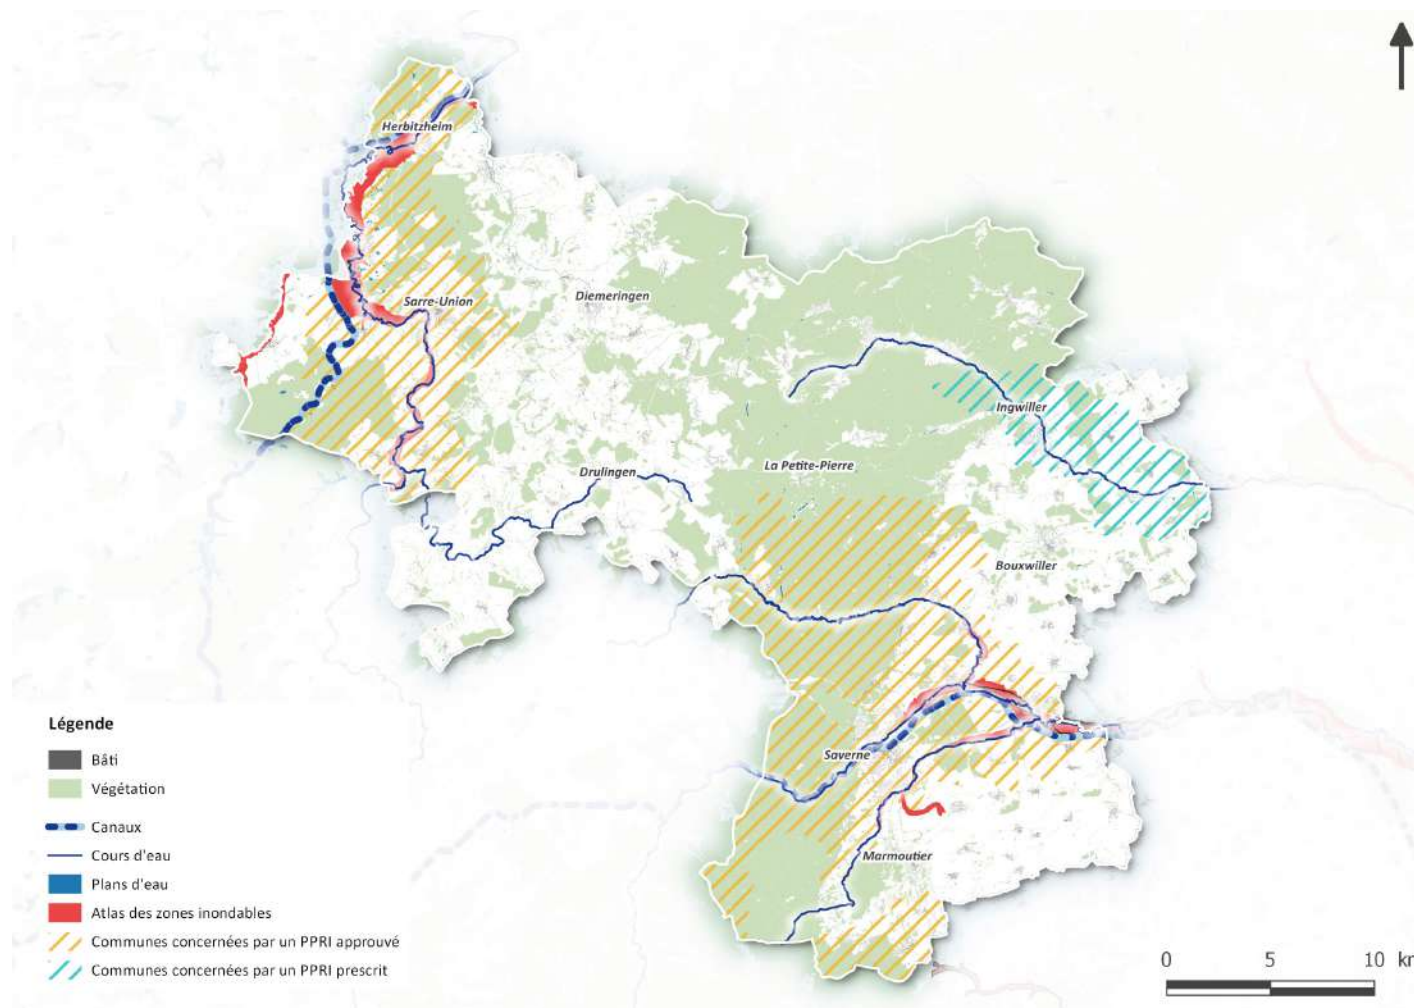 Herbitzheim
Sarre-Union
Diemeringen
Ingwiller
La Petite-Pierre
Drulingen
Bouxwiller
Saverne
Marmoutier
Légende
Bâti
Végétation
Canaux
Cours d'eau
Plans d'eau
Atlas des zones inondables
Communes concernées par un PPRI approuvé
Communes concernées par un PPRI prescrit
0 5 10 km